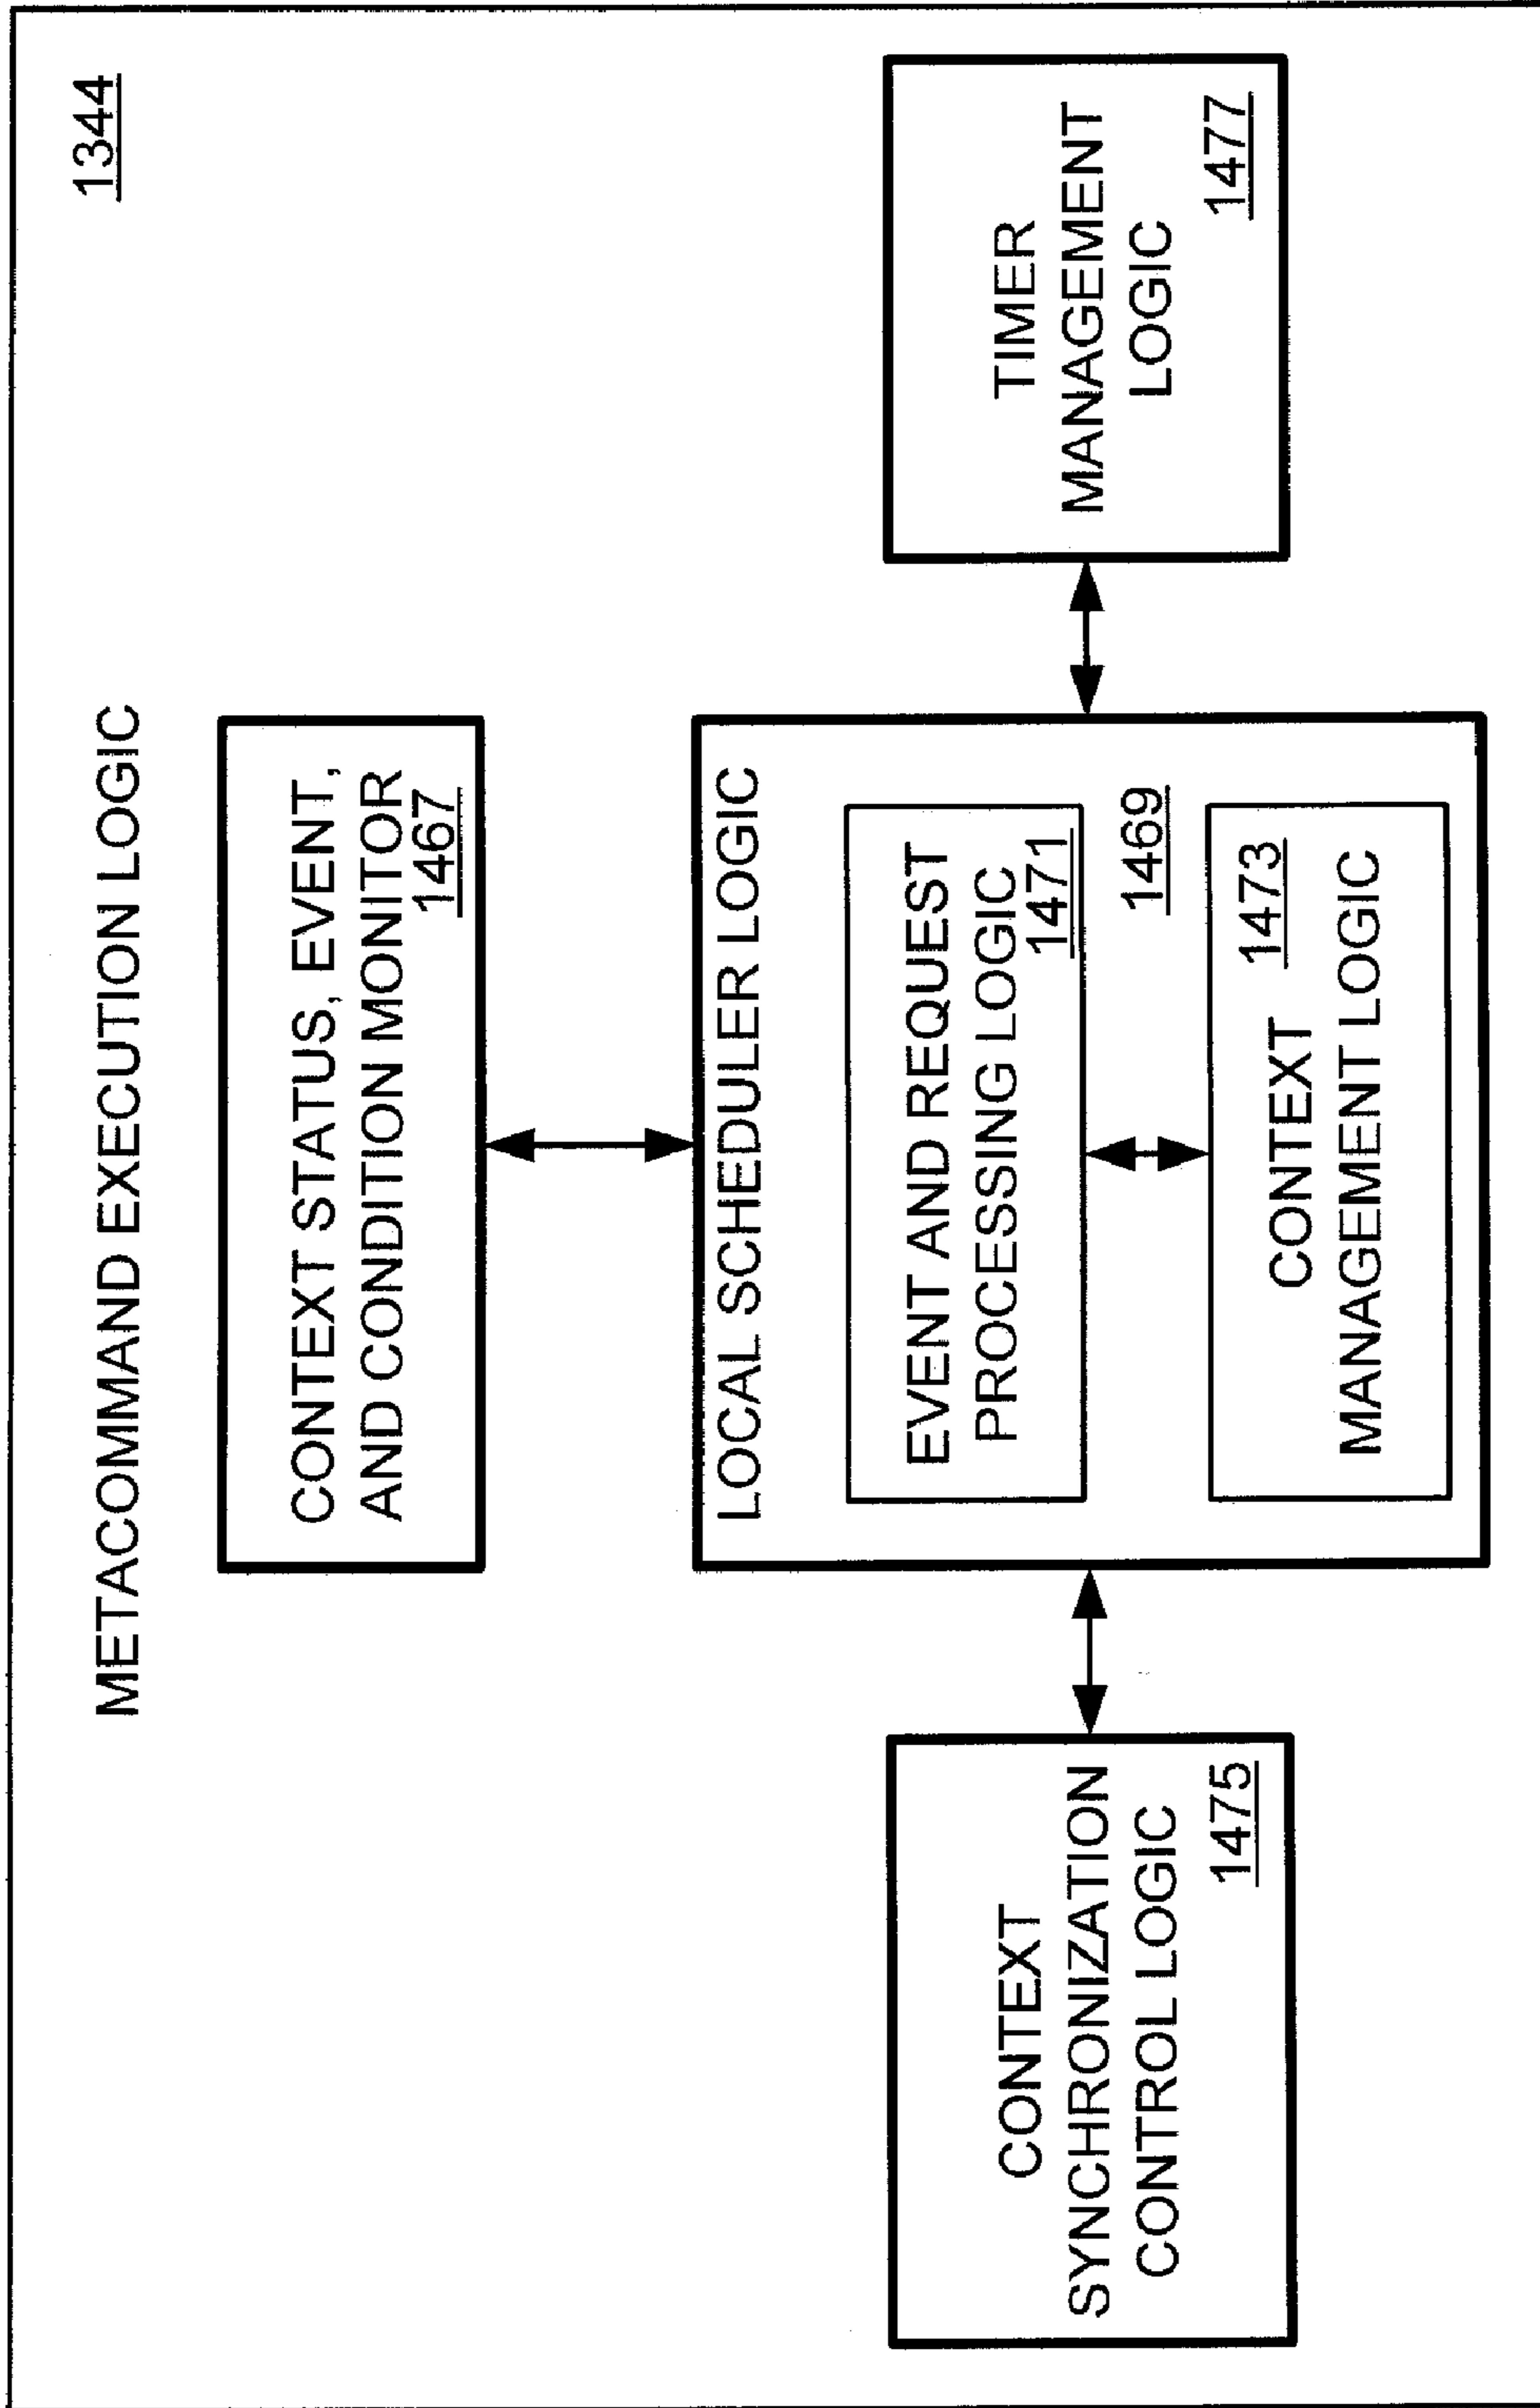 METACOMMAND EXECUTION LOGIC
1344
CONTEXT STATUS, EVENT,
AND CONDITION MONITOR
1467
LOCAL SCHEDULER LOGIC
EVENT AND REQUEST
PROCESSING LOGIC
1471
1469
CONTEXT
1473
MANAGEMENT LOGIC
CONTEXT
SYNCHRONIZATION
CONTROL LOGIC
1475
TIMER
MANAGEMENT
LOGIC
1477